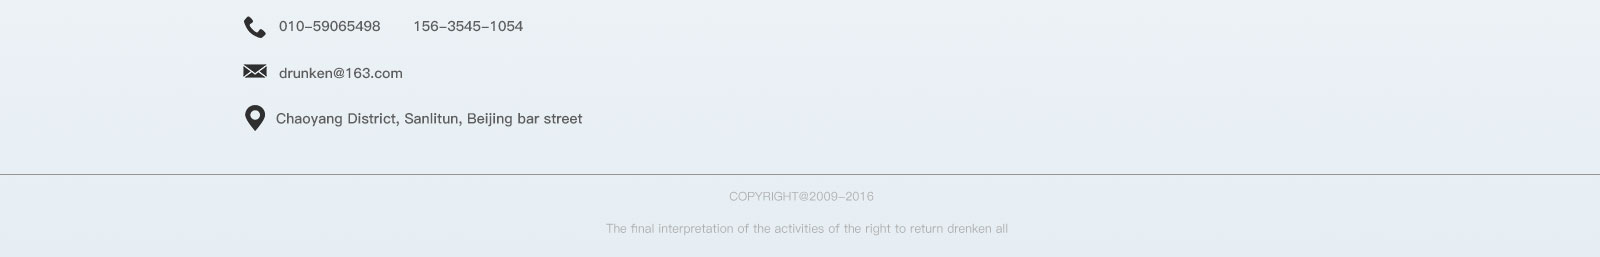 010-59065498 156-3545-1054
drunken@163.com
Chaoyang District, Sanlitun, Beijing bar street
COPYRIGHT@2009-2016
The final interpretation of the activities of the right to return drenken all